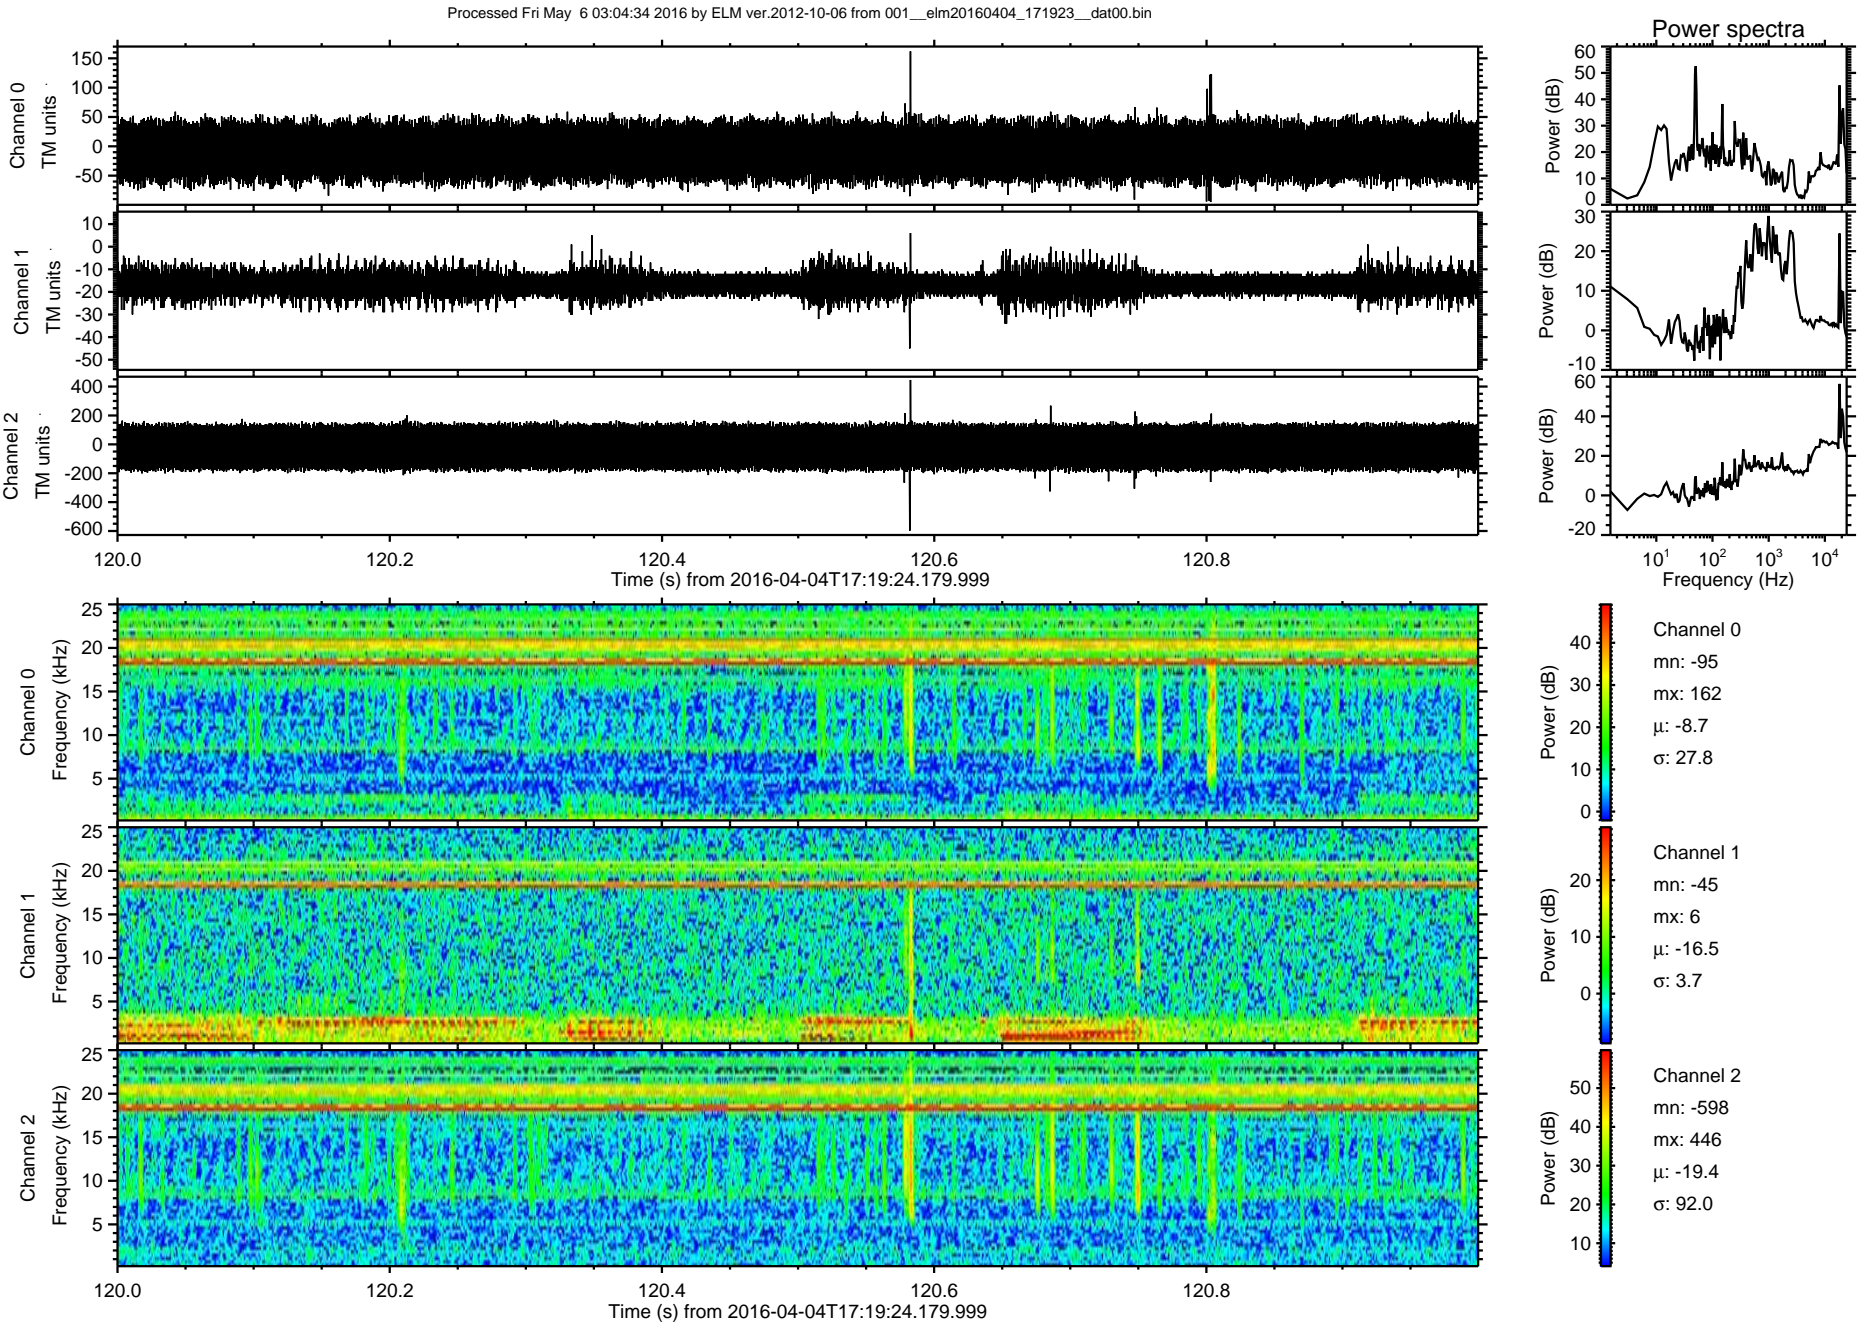 Processed Fri May  6 03:04:34 2016 by ELM ver.2012-10-06 from 001__elm20160404_171923__dat00.bin
Power spectra
Channel 0
TM units
150
100
50
0
-50
Power (dB)
60
50
40
30
20
10
0
Channel 1
TM units
10
0
-10
-20
-30
-40
-50
Power (dB)
30
20
10
0
-10
Channel 2
TM units
400
200
0
-200
-400
-600
Power (dB)
60
40
20
0
-20
120.0 120.2 120.4 120.6 120.8
Time (s) from 2016-04-04T17:19:24.179.999
10¹ 10² 10³ 10⁴
Frequency (Hz)
Channel 0
Frequency (kHz)
25
20
15
10
5
Power (dB)
40
30
20
10
0
Channel 0
mn: -95
mx: 162
μ: -8.7
σ: 27.8
Channel 1
Frequency (kHz)
25
20
15
10
5
Power (dB)
20
10
0
Channel 1
mn: -45
mx: 6
μ: -16.5
σ: 3.7
Channel 2
Frequency (kHz)
25
20
15
10
5
Power (dB)
50
40
30
20
10
Channel 2
mn: -598
mx: 446
μ: -19.4
σ: 92.0
120.0 120.2 120.4 120.6 120.8
Time (s) from 2016-04-04T17:19:24.179.999